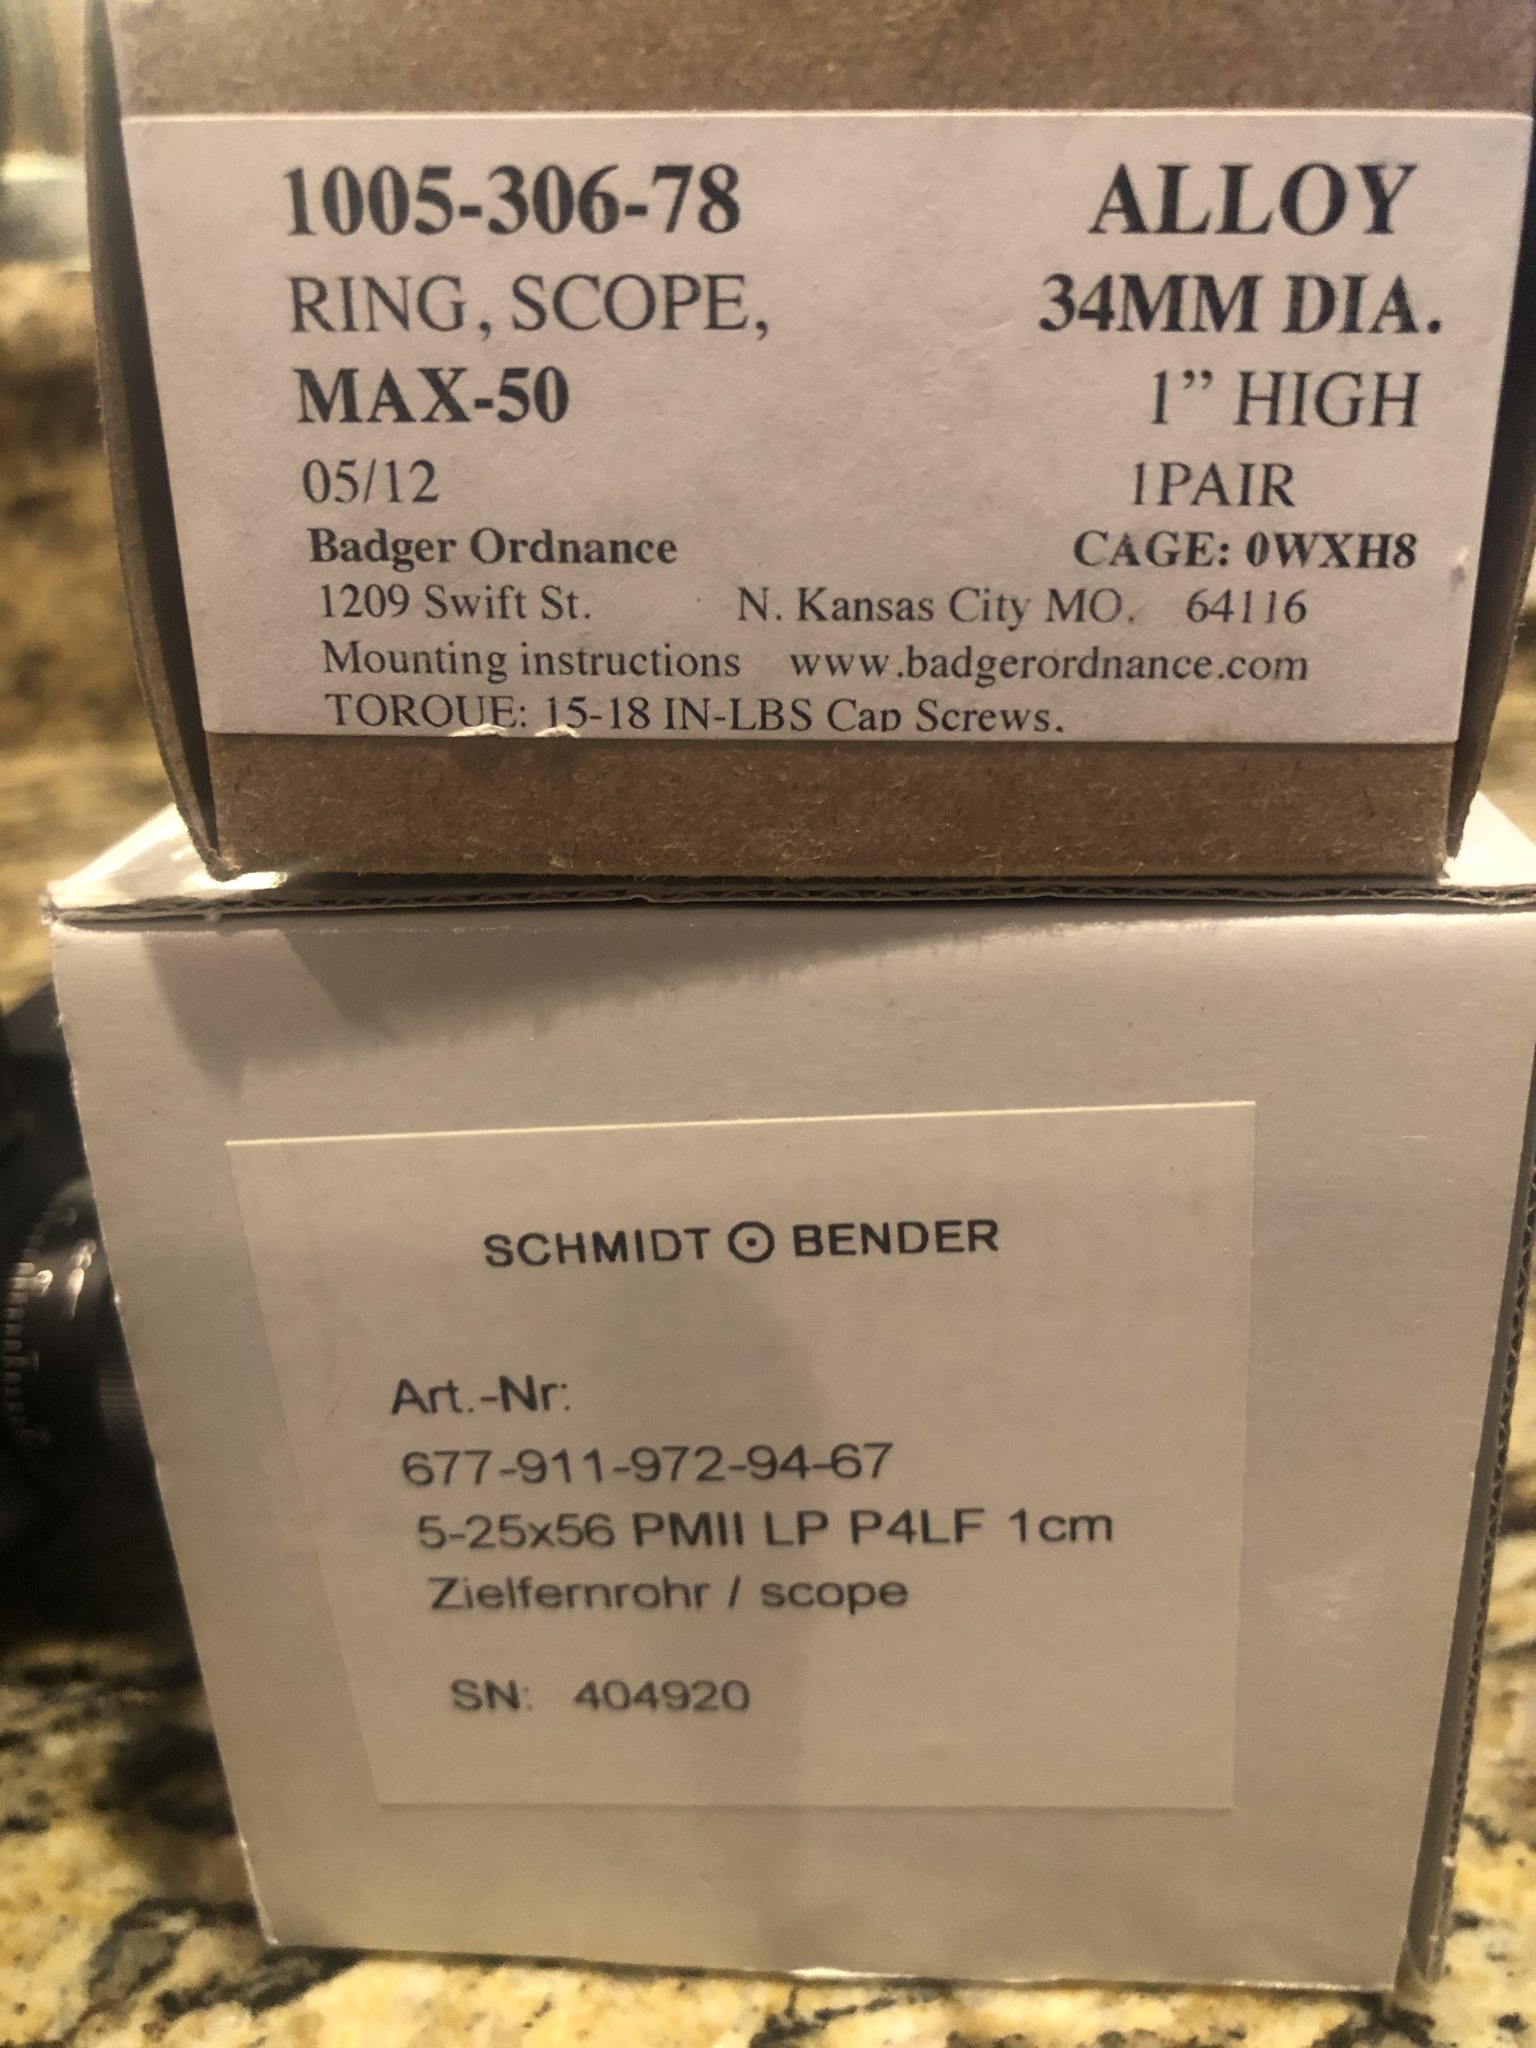 1005-306-78 ALLOY
RING, SCOPE, 34MM DIA.
MAX-50 1” HIGH
05/12 1PAIR
Badger Ordnance CAGE: 0WXH8
1209 Swift St. N. Kansas City MO. 64116
Mounting instructions www.badgerordnance.com
TORQUE: 15-18 IN-LBS Cap Screws.
SCHMIDT BENDER
Art.-Nr:
677-911-972-94-67
5-25x56 PMII LP P4LF 1cm
Zielfernrohr / scope
SN: 404920